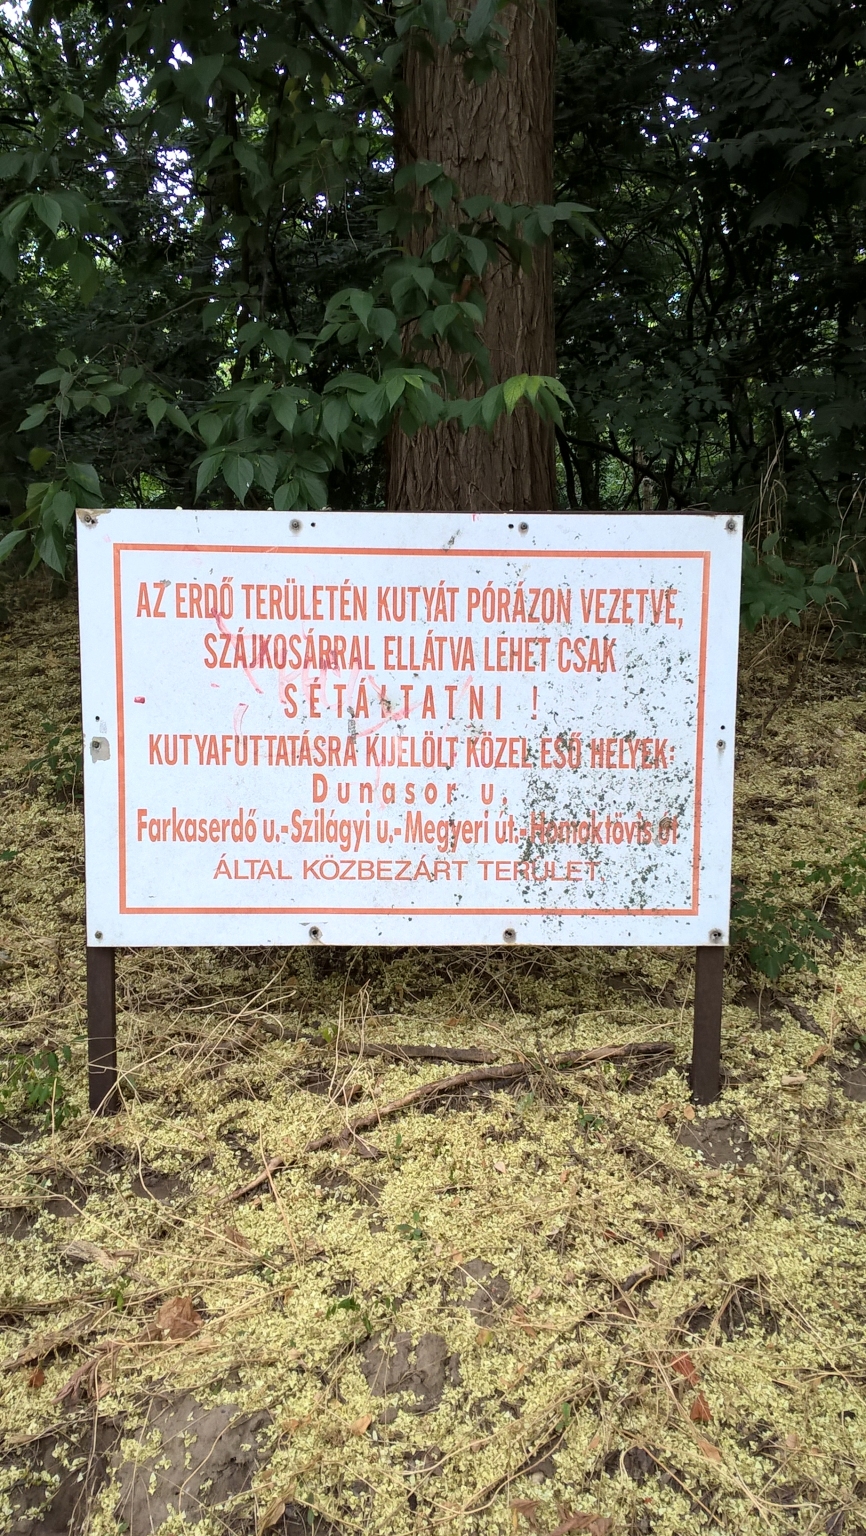 AZ ERDŐ TERÜLETÉN KUTYÁT PÓRÁZON VEZETVE,
SZÁJKOSÁRRAL ELLÁTVA LEHET CSAK
SÉTÁLTATNI !
KUTYAFUTTATÁSRA KIJELÖLT KÖZEL ESŐ HELYEK:
Dunasor u,
Farkaserdő u.-Szilágyi u.-Megyeri út.-Homoktövis út
ÁLTAL KÖZBEZÁRT TERÜLET.